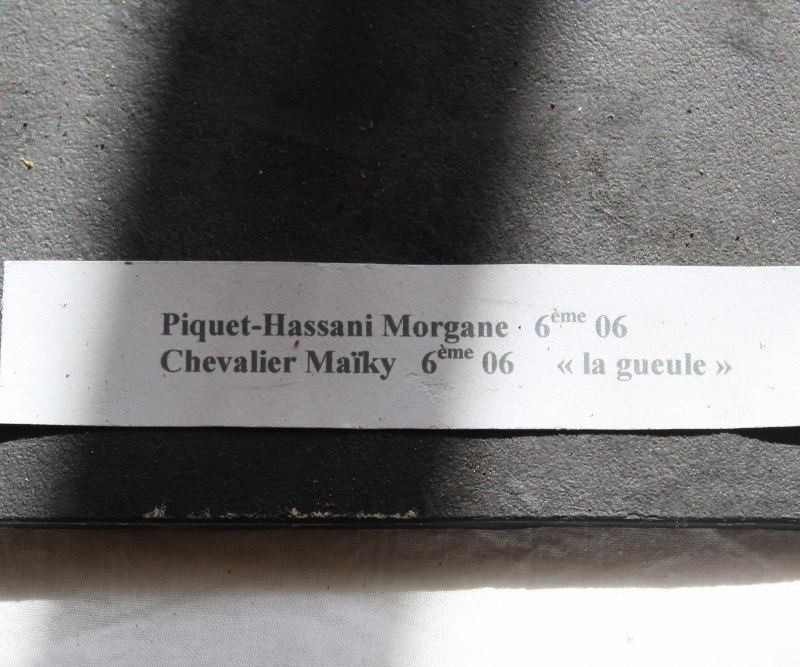 Piquet-Hassani Morgane 6ème 06
Chevalier Maïky 6ème 06 « la gueule »